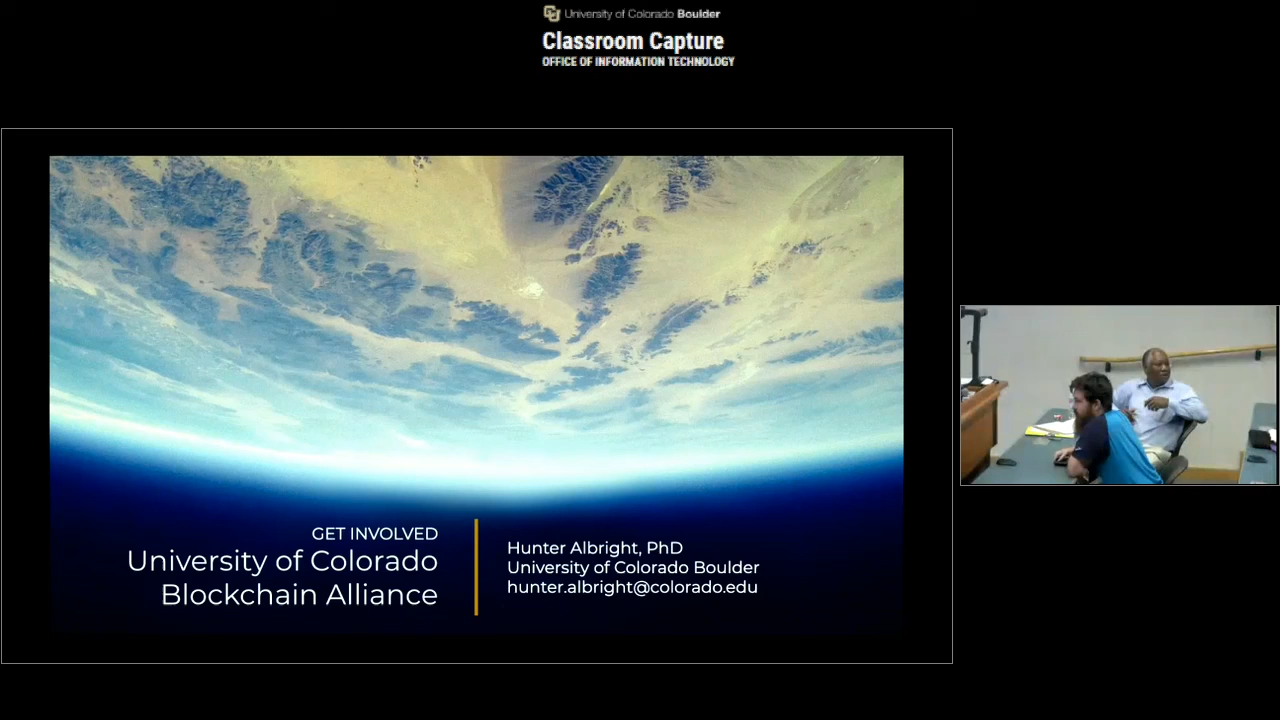 University of Colorado Boulder
Classroom Capture
OFFICE OF INFORMATION TECHNOLOGY
GET INVOLVED
University of Colorado
Blockchain Alliance
Hunter Albright, PhD
University of Colorado Boulder
hunter.albright@colorado.edu